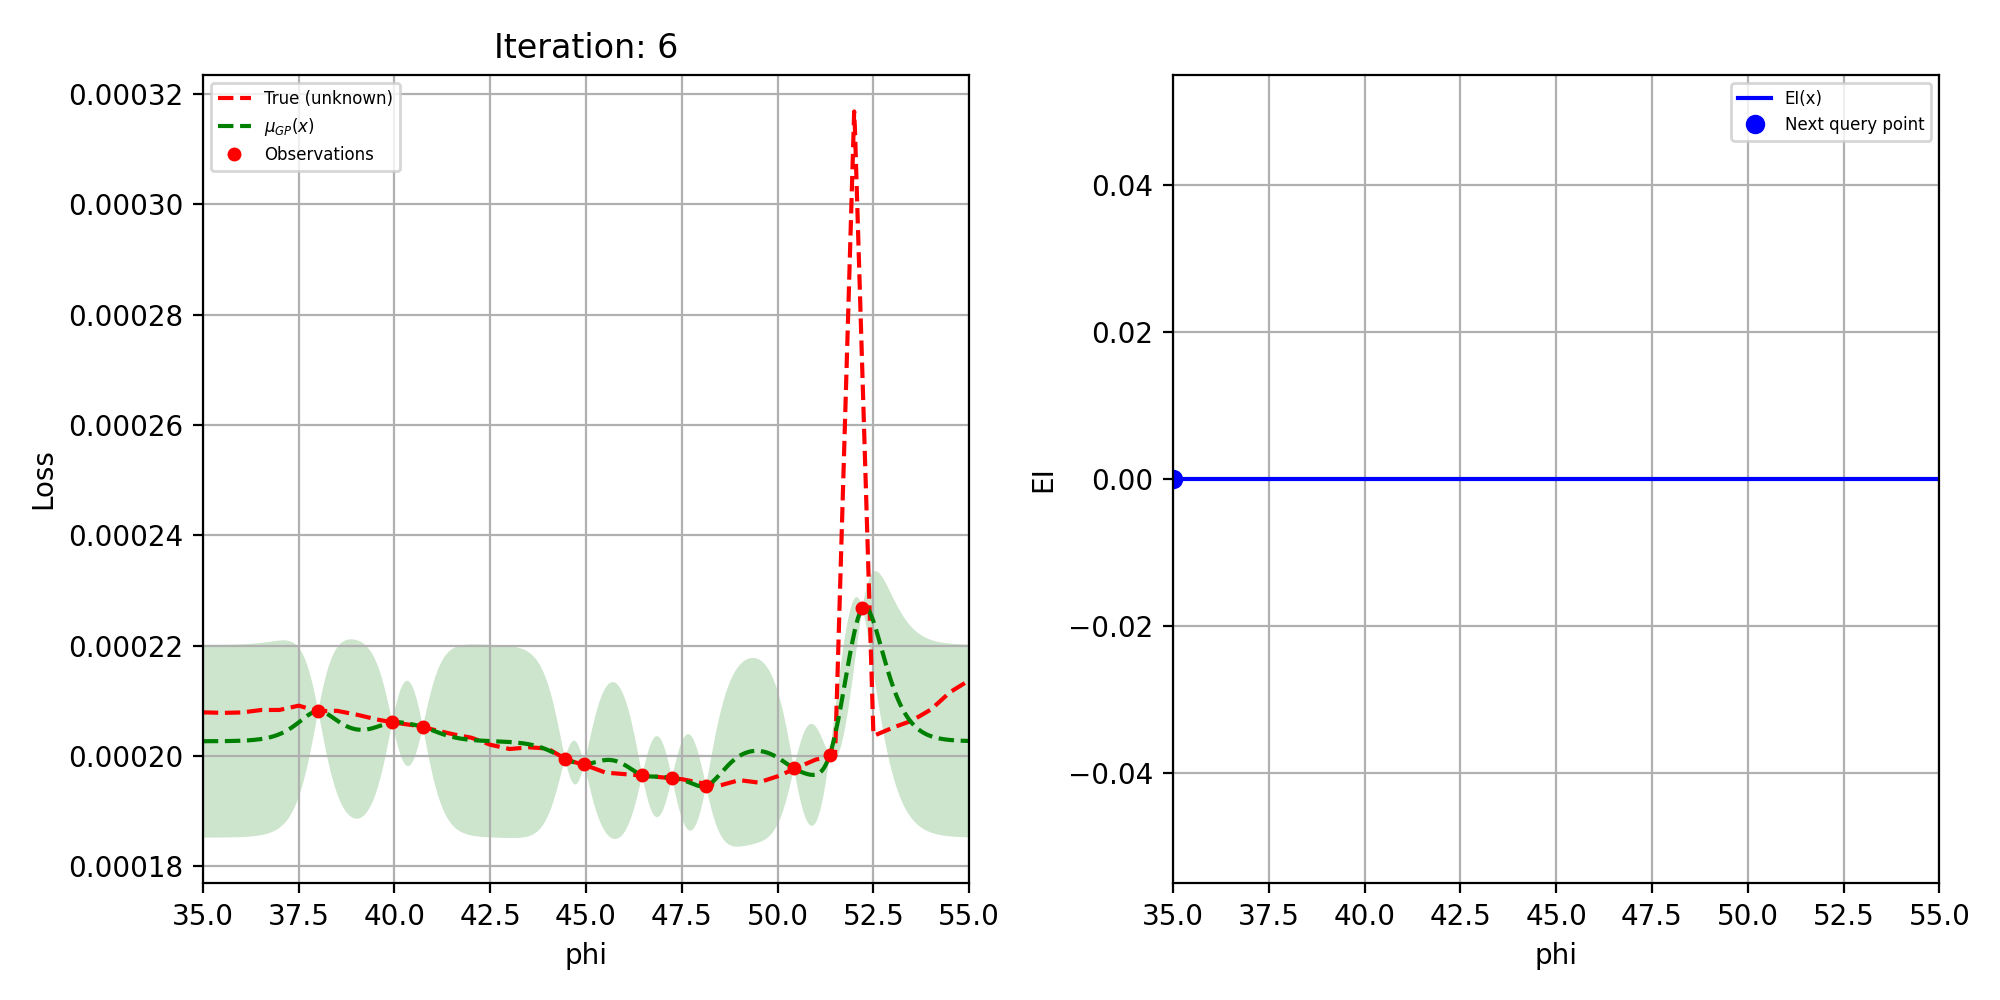 Iteration: 6
True (unknown)
μGP(x)
Observations
0.00032
0.00030
0.00028
0.00026
0.00024
0.00022
0.00020
0.00018
Loss
35.0 37.5 40.0 42.5 45.0 47.5 50.0 52.5 55.0
phi
EI(x)
Next query point
0.04
0.02
0.00
−0.02
−0.04
EI
35.0 37.5 40.0 42.5 45.0 47.5 50.0 52.5 55.0
phi